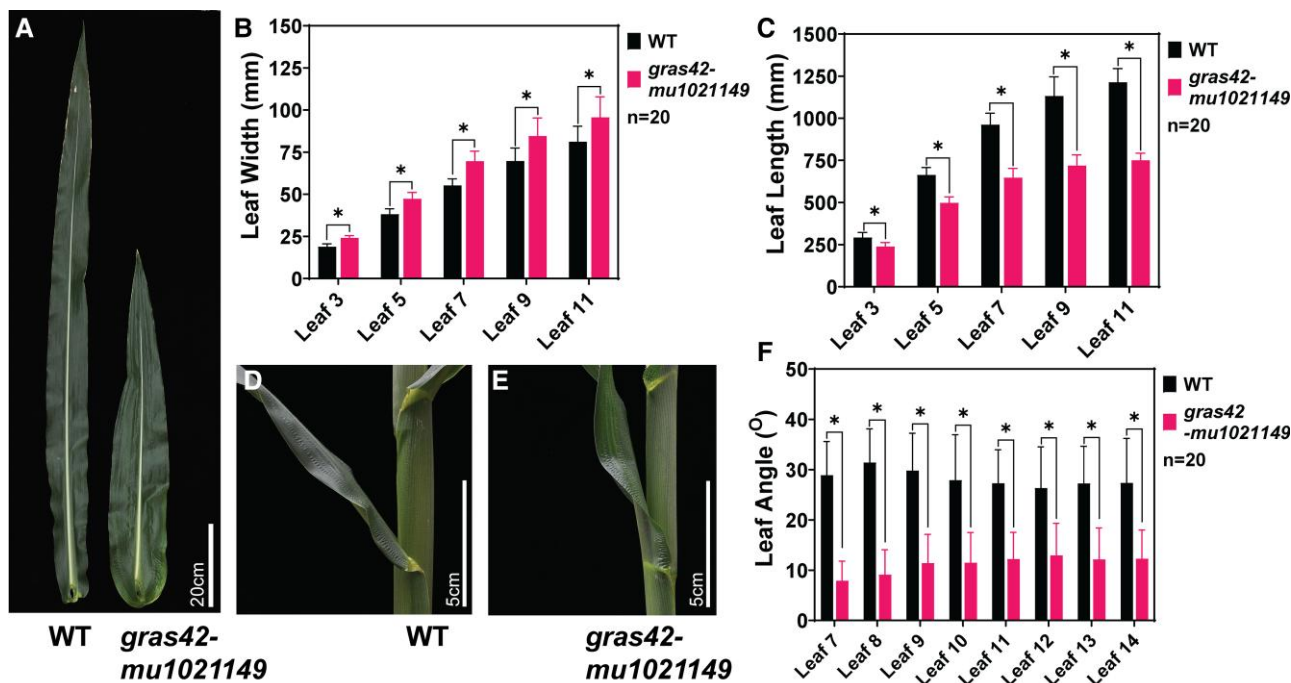 A
20cm
WT
gras42-
mu1021149
B
Leaf Width (mm)
150
125
100
75
50
25
0
Leaf 3
Leaf 5
Leaf 7
Leaf 9
Leaf 11
*
*
*
*
*
WT
gras42-
mu1021149
n=20
C
Leaf Length (mm)
1500
1250
1000
750
500
250
0
Leaf 3
Leaf 5
Leaf 7
Leaf 9
Leaf 11
*
*
*
*
*
WT
gras42-
mu1021149
n=20
D
5cm
WT
E
5cm
gras42-
mu1021149
F
Leaf Angle (O)
50
40
30
20
10
0
Leaf 7
Leaf 8
Leaf 9
Leaf 10
Leaf 11
Leaf 12
Leaf 13
Leaf 14
*
*
*
*
*
*
*
*
WT
gras42
-mu1021149
n=20